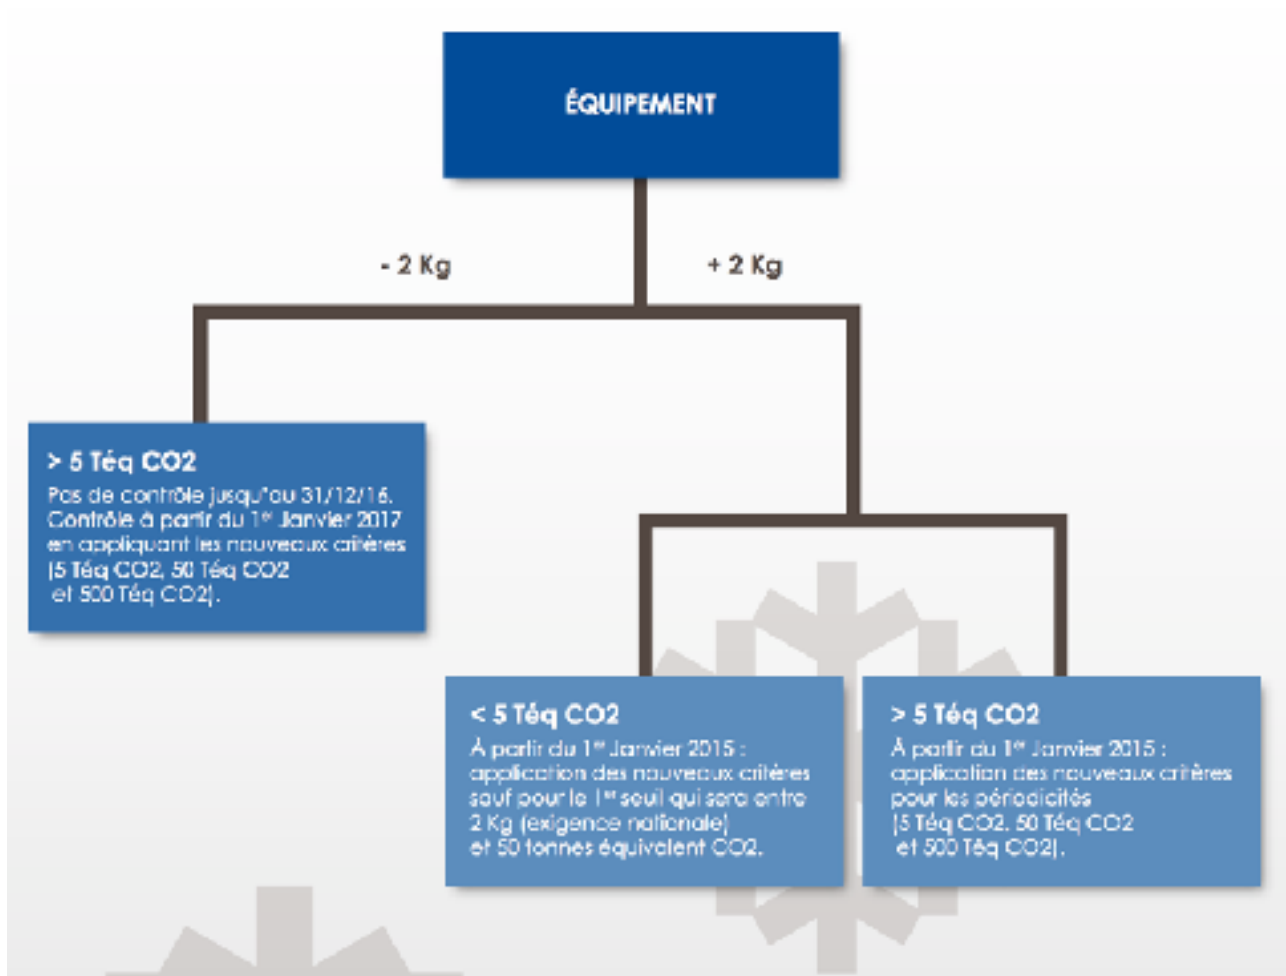 ÉQUIPEMENT
- 2 Kg
+ 2 Kg
> 5 Téq CO2
Pas de contrôle jusqu'au 31/12/16.
Contrôle à partir du 1er Janvier 2017
en appliquant les nouveaux critères
(5 Téq CO2, 50 Téq CO2
et 500 Téq CO2).
< 5 Téq CO2
À partir du 1er Janvier 2015 :
application des nouveaux critères
sauf pour le 1er seuil qui sera entre
2 Kg (exigence nationale)
et 50 tonnes équivalent CO2.
> 5 Téq CO2
À partir du 1er Janvier 2015 :
application des nouveaux critères
pour les périodicités
(5 Téq CO2, 50 Téq CO2
et 500 Téq CO2).